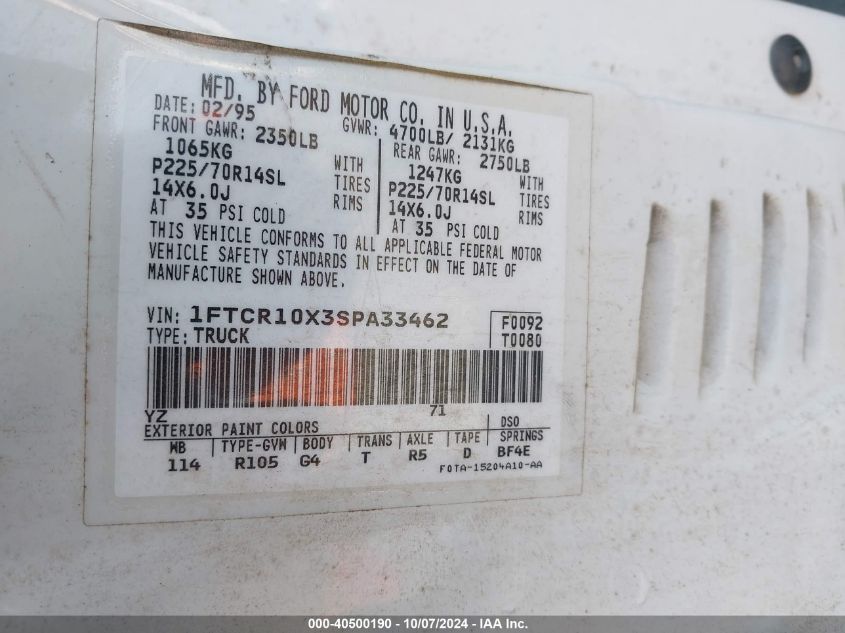 MFD. BY FORD MOTOR CO. IN U.S.A.
DATE: 02/95 GVWR: 4700LB/ 2131KG
FRONT GAWR: 2350LB REAR GAWR: 2750LB
1065KG WITH 1247KG WITH
P225/70R14SL TIRES P225/70R14SL TIRES
14X6.0J RIMS 14X6.0J RIMS
AT 35 PSI COLD AT 35 PSI COLD
THIS VEHICLE CONFORMS TO ALL APPLICABLE FEDERAL MOTOR
VEHICLE SAFETY STANDARDS IN EFFECT ON THE DATE OF
MANUFACTURE SHOWN ABOVE.
VIN: 1FTCR10X3SPA33462 F0092
TYPE: TRUCK T0080
YZ 71
EXTERIOR PAINT COLORS DSO
WB TYPE-GVW BODY TRANS AXLE TAPE SPRINGS
114 R105 G4 T R5 D BF4E
F0TA-15204A10-AA
000-40500190 - 10/07/2024 - IAAI Inc.